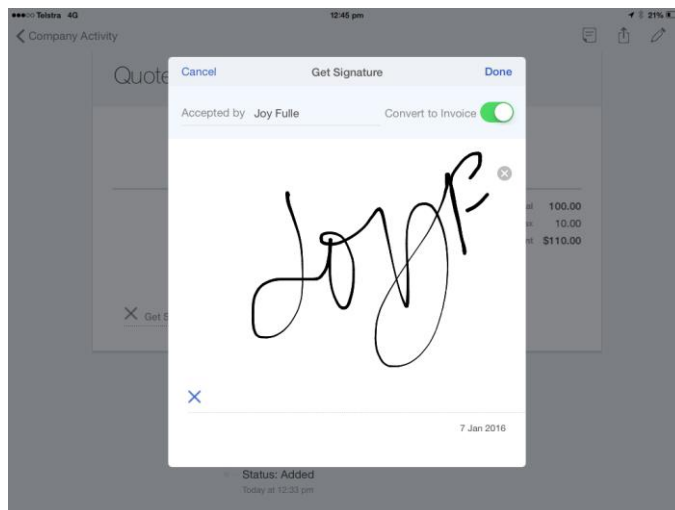 Telstra 4G 12:45 pm 21%
Company Activity
Quote
Cancel Get Signature Done
Accepted by Joy Fulle Convert to Invoice
Joy F
100.00
10.00
$110.00
Get S
7 Jan 2016
Status: Added
Today at 12:33 pm